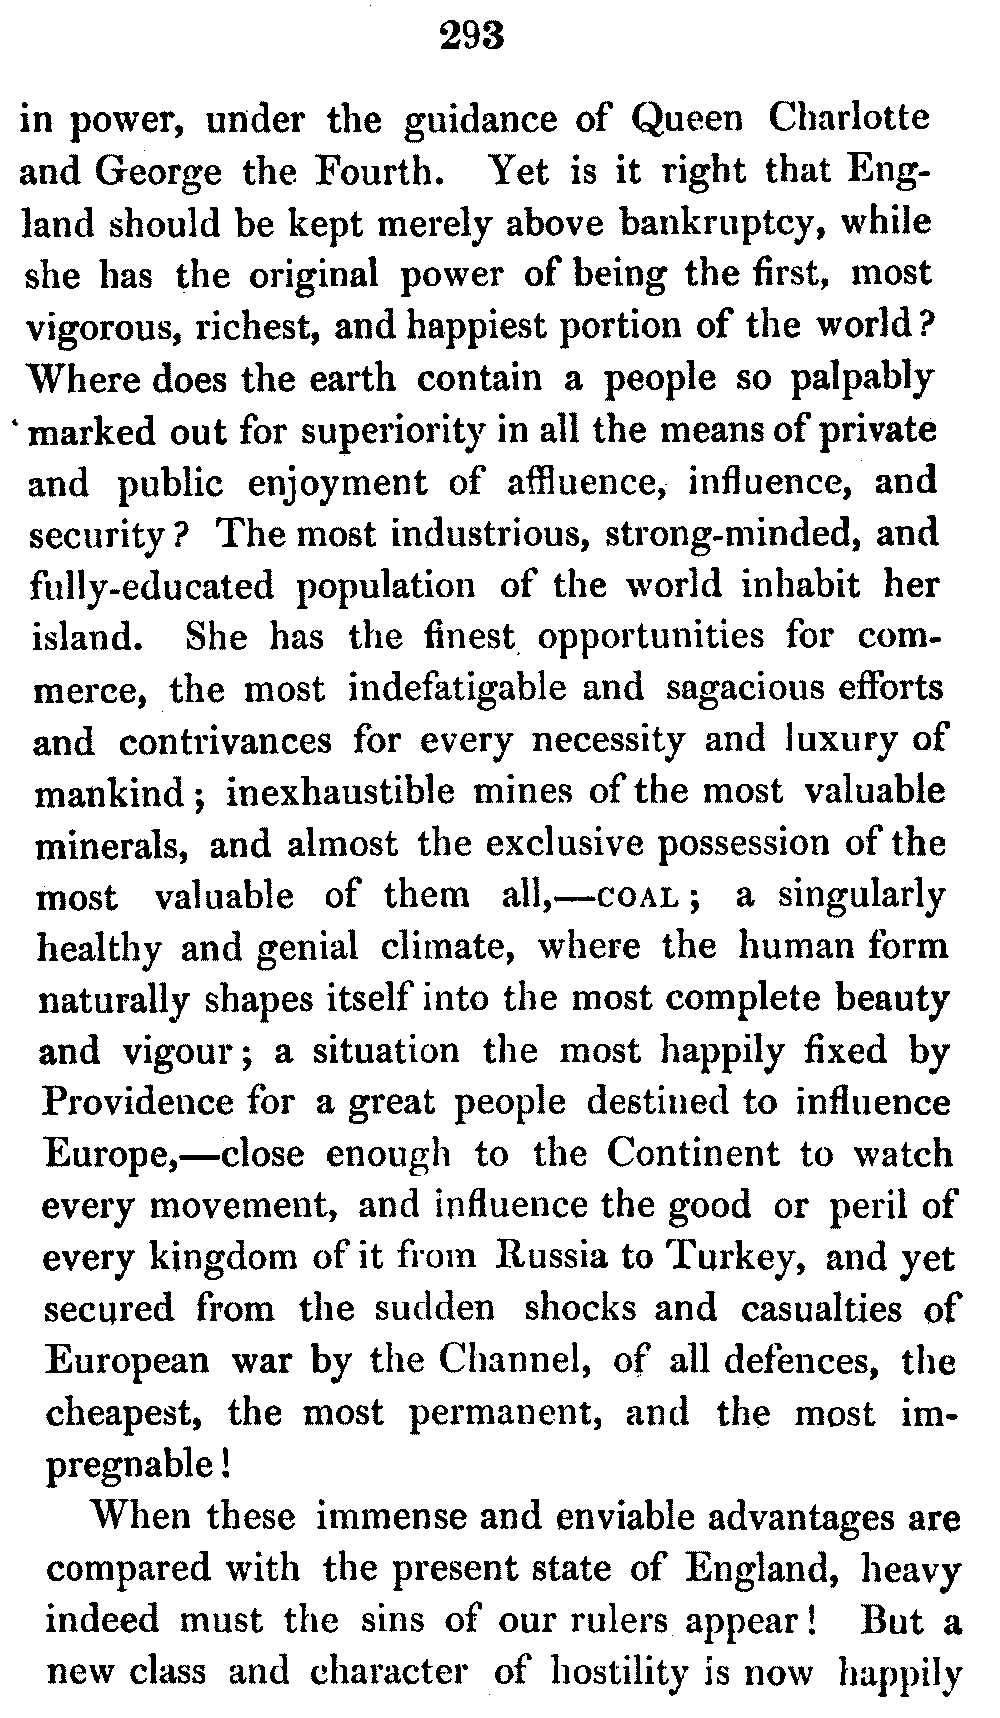 293
in power, under the guidance of Queen Charlotte
and George the Fourth. Yet is it right that Eng-
land should be kept merely above bankruptcy, while
she has the original power of being the first, most
vigorous, richest, and happiest portion of the world?
Where does the earth contain a people so palpably
marked out for superiority in all the means of private
and public enjoyment of affluence, influence, and
security? The most industrious, strong-minded, and
fully-educated population of the world inhabit her
island. She has the finest opportunities for com-
merce, the most indefatigable and sagacious efforts
and contrivances for every necessity and luxury of
mankind; inexhaustible mines of the most valuable
minerals, and almost the exclusive possession of the
most valuable of them all,—COAL; a singularly
healthy and genial climate, where the human form
naturally shapes itself into the most complete beauty
and vigour; a situation the most happily fixed by
Providence for a great people destined to influence
Europe,—close enough to the Continent to watch
every movement, and influence the good or peril of
every kingdom of it from Russia to Turkey, and yet
secured from the sudden shocks and casualties of
European war by the Channel, of all defences, the
cheapest, the most permanent, and the most im-
pregnable!
When these immense and enviable advantages are
compared with the present state of England, heavy
indeed must the sins of our rulers appear! But a
new class and character of hostility is now happily